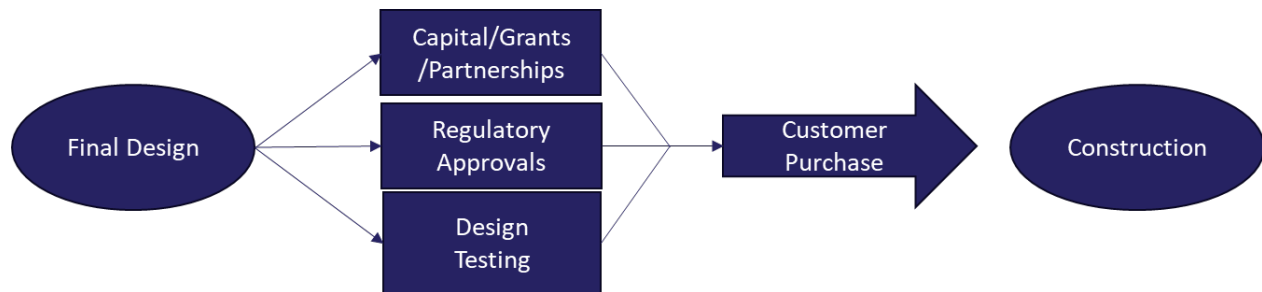 Final Design
Capital/Grants
/Partnerships
Regulatory
Approvals
Design
Testing
Customer
Purchase
Construction